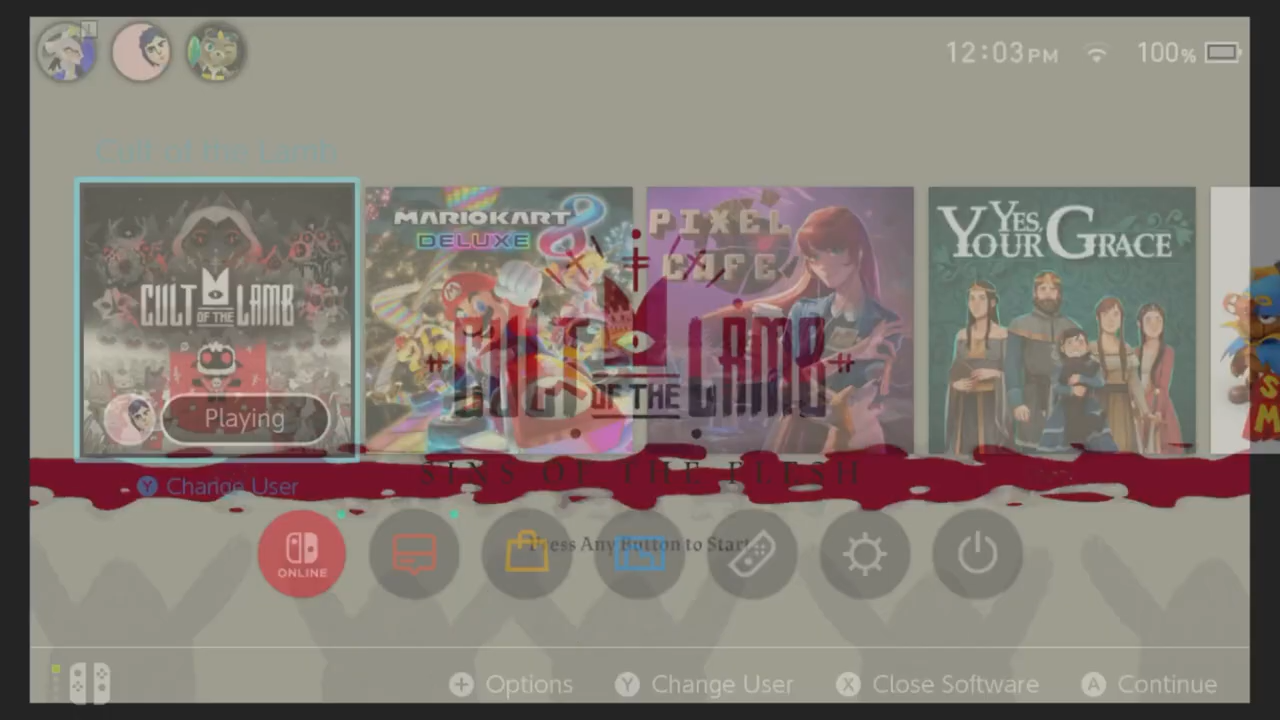 12:03 PM 100%
Cult of the Lamb
MARIOKART 8
DELUXE
PIXEL
CAFE
YES,
YOUR GRACE
CULT OF THE LAMB
CULT OF THE LAMB
Playing
SINS OF THE FLESH
Y Change User
Press Any Button to Start
ONLINE
+ Options Y Change User X Close Software A Continue